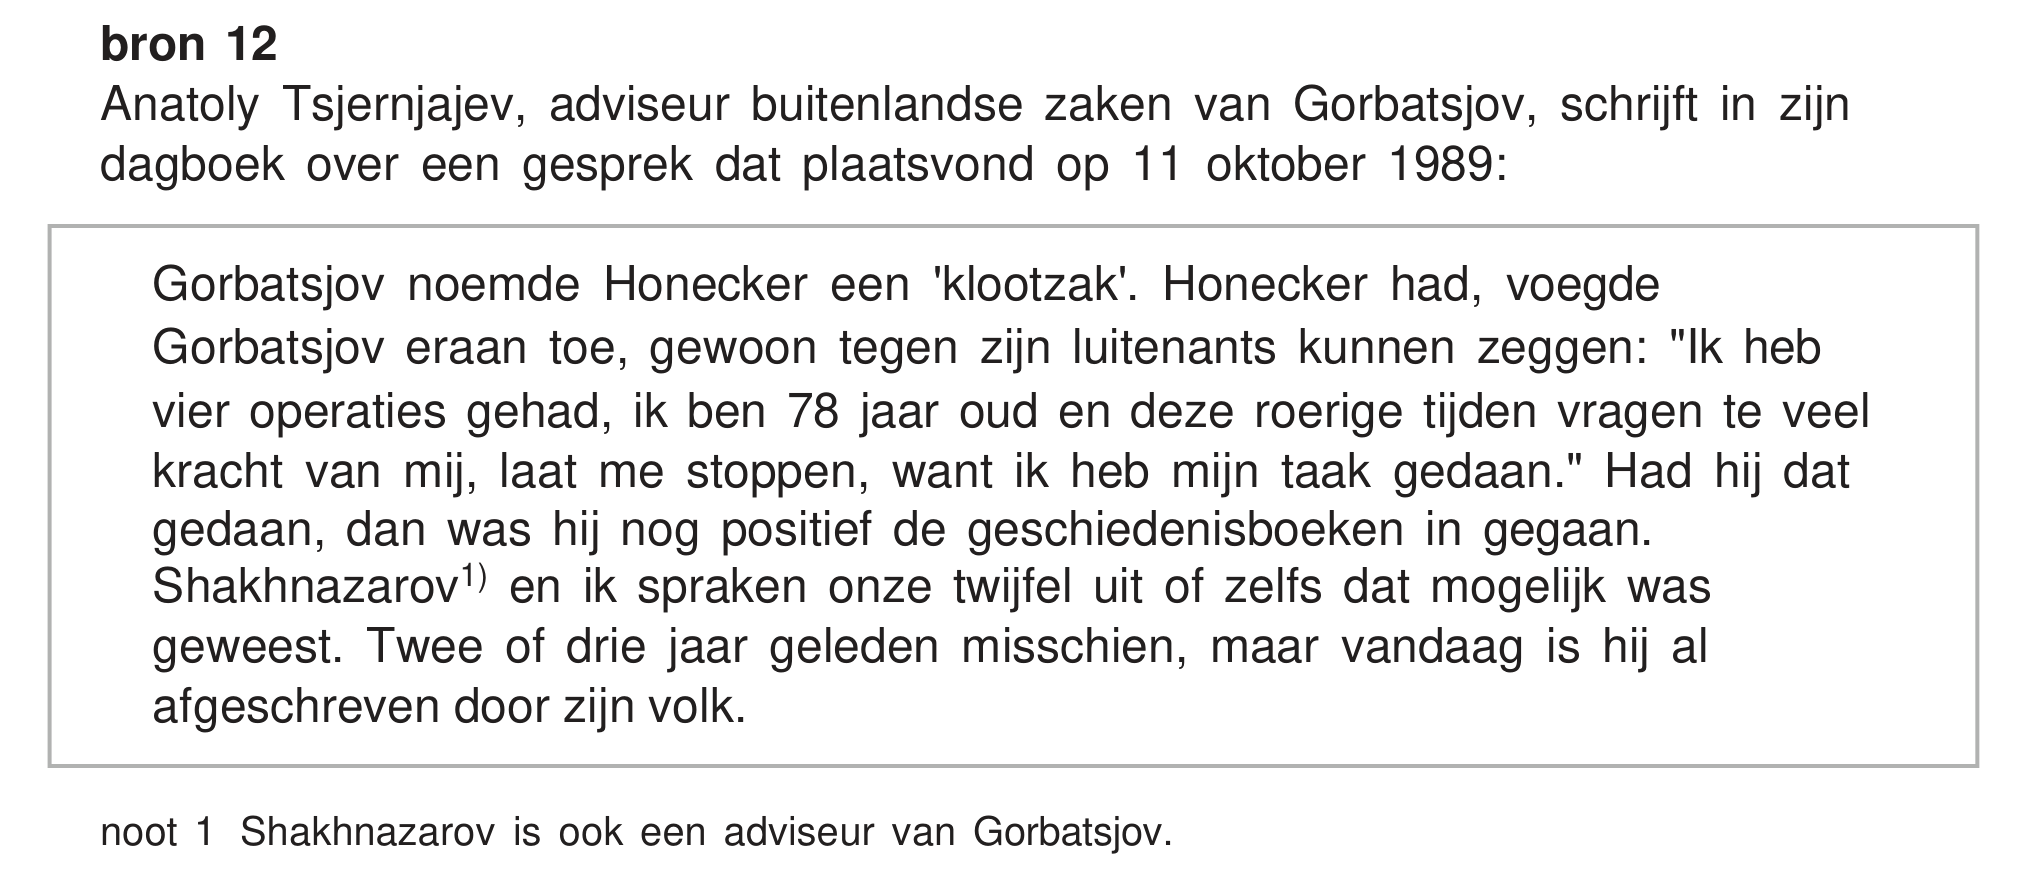 bron 12
Anatoly Tsjernjajev, adviseur buitenlandse zaken van Gorbatsjov, schrijft in zijn
dagboek over een gesprek dat plaatsvond op 11 oktober 1989:
Gorbatsjov noemde Honecker een 'klootzak'. Honecker had, voegde
Gorbatsjov eraan toe, gewoon tegen zijn luitenants kunnen zeggen: "Ik heb
vier operaties gehad, ik ben 78 jaar oud en deze roerige tijden vragen te veel
kracht van mij, laat me stoppen, want ik heb mijn taak gedaan." Had hij dat
gedaan, dan was hij nog positief de geschiedenisboeken in gegaan.
Shakhnazarov1) en ik spraken onze twijfel uit of zelfs dat mogelijk was
geweest. Twee of drie jaar geleden misschien, maar vandaag is hij al
afgeschreven door zijn volk.
noot 1 Shakhnazarov is ook een adviseur van Gorbatsjov.